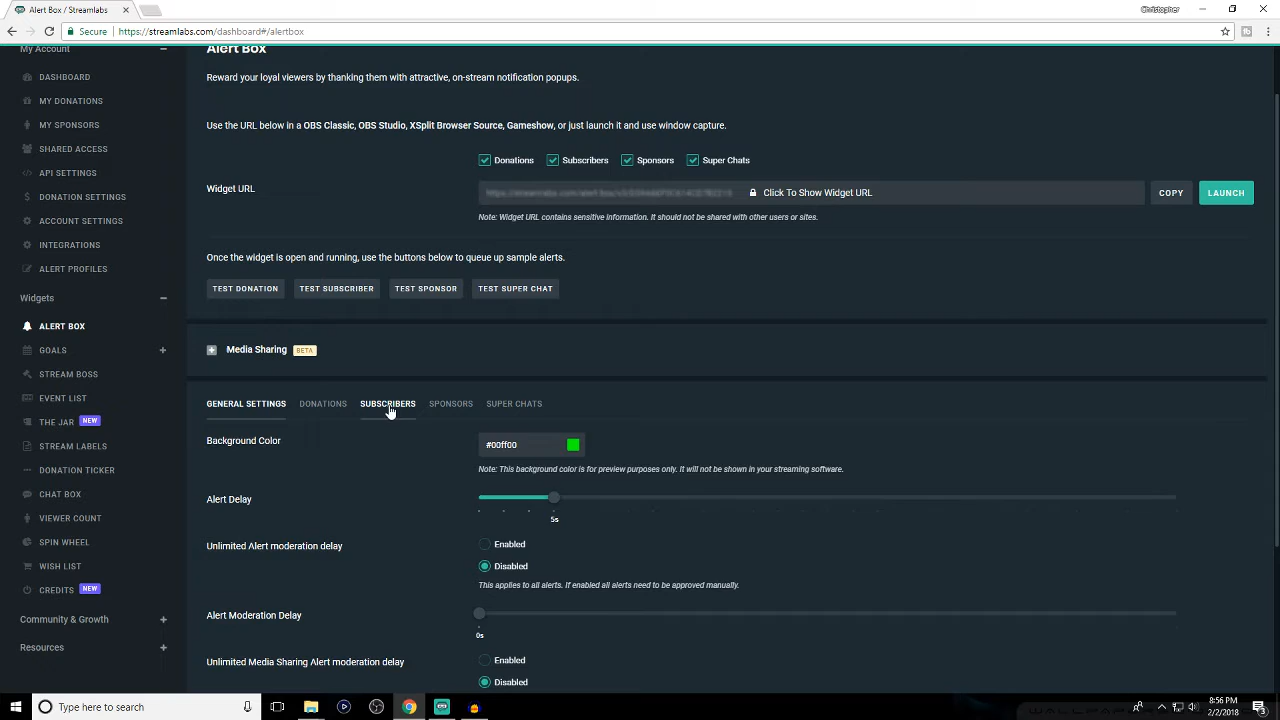 Alert Box / Streamlabs
Christopher
Secure
https://streamlabs.com/dashboard#/alertbox
My Account
DASHBOARD
MY DONATIONS
MY SPONSORS
SHARED ACCESS
API SETTINGS
DONATION SETTINGS
ACCOUNT SETTINGS
INTEGRATIONS
ALERT PROFILES
Widgets
ALERT BOX
GOALS
STREAM BOSS
EVENT LIST
THE JAR NEW
STREAM LABELS
DONATION TICKER
CHAT BOX
VIEWER COUNT
SPIN WHEEL
WISH LIST
CREDITS NEW
Community & Growth
Resources
Alert Box
Reward your loyal viewers by thanking them with attractive, on-stream notification popups.
Use the URL below in a OBS Classic, OBS Studio, XSplit Browser Source, Gameshow, or just launch it and use window capture.
Donations Subscribers Sponsors Super Chats
Widget URL
Click To Show Widget URL
COPY
LAUNCH
Note: Widget URL contains sensitive information. It should not be shared with other users or sites.
Once the widget is open and running, use the buttons below to queue up sample alerts.
TEST DONATION TEST SUBSCRIBER TEST SPONSOR TEST SUPER CHAT
Media Sharing BETA
GENERAL SETTINGS DONATIONS SUBSCRIBERS SPONSORS SUPER CHATS
Background Color
#00ff00
Note: This background color is for preview purposes only. It will not be shown in your streaming software.
Alert Delay
5s
Unlimited Alert moderation delay
Enabled
Disabled
This applies to all alerts. If enabled all alerts need to be approved manually.
Alert Moderation Delay
0s
Unlimited Media Sharing Alert moderation delay
Enabled
Disabled
Type here to search
8:56 PM
2/2/2018
3